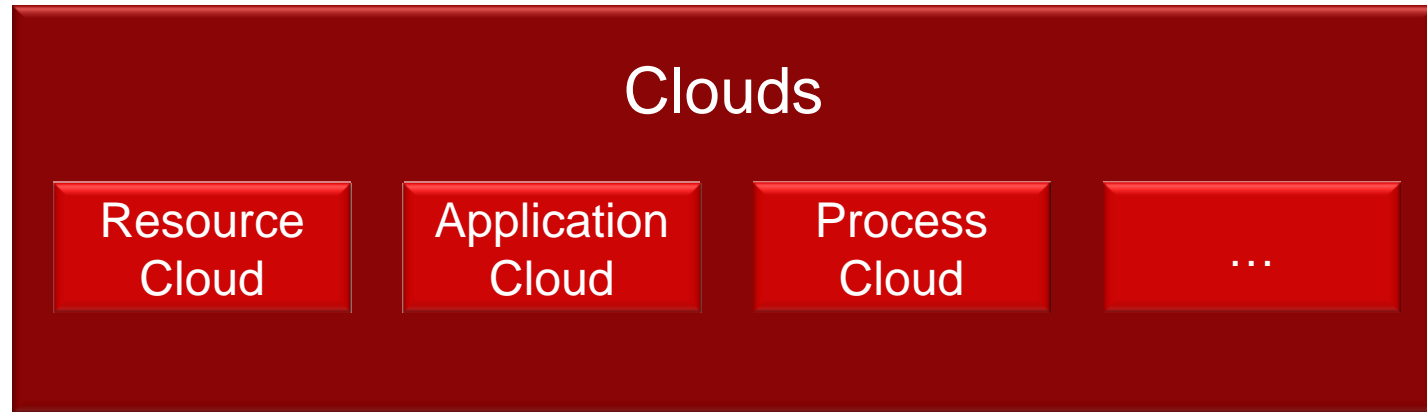 Clouds
Resource
Cloud
Application
Cloud
Process
Cloud
…